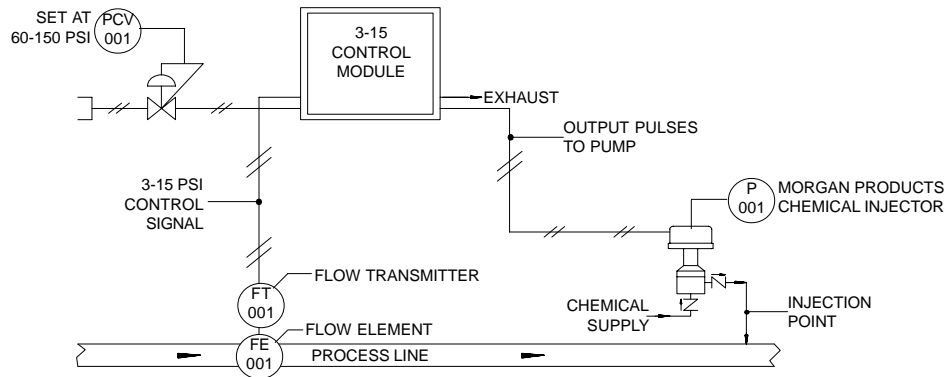 SET AT
60-150 PSI
PCV
001
3-15
CONTROL
MODULE
EXHAUST
OUTPUT PULSES
TO PUMP
3-15 PSI
CONTROL
SIGNAL
P
001
MORGAN PRODUCTS
CHEMICAL INJECTOR
FT
001
FLOW TRANSMITTER
CHEMICAL
SUPPLY
INJECTION
POINT
FE
001
FLOW ELEMENT
PROCESS LINE